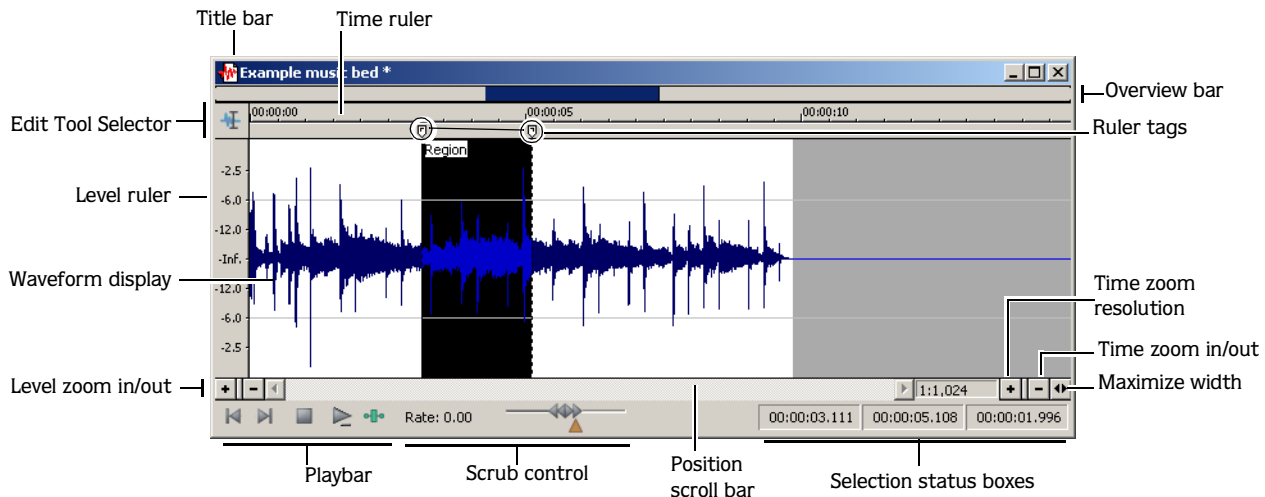 Title bar
Time ruler
Example music bed *
Overview bar
Edit Tool Selector
00:00:00
00:00:05
00:00:10
Ruler tags
Region
Level ruler
-2.5
-6.0
-12.0
-Inf.
Waveform display
-12.0
-6.0
-2.5
Time zoom
resolution
Time zoom in/out
Level zoom in/out
1:1,024
Maximize width
Rate: 0.00
00:00:03.111
00:00:05.108
00:00:01.996
Playbar
Scrub control
Position
scroll bar
Selection status boxes